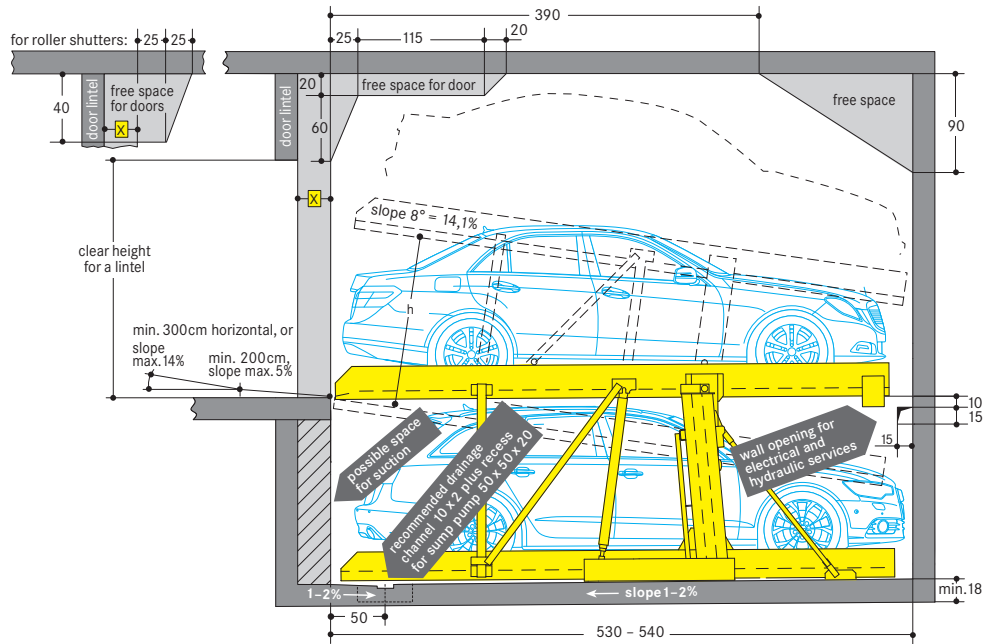 390
for roller shutters:
25
25
25
115
20
40
door lintel
free space
for doors
X
door lintel
20
60
free space for door
free space
90
X
slope 8° = 14,1%
clear height
for a lintel
h
min. 300cm horizontal, or
slope
max.14%
min. 200cm,
slope max.5%
10
15
15
possible space
for suction
recommended drainage
channel 10 x 2 plus recess
for sump pump 50 x 50 x 20
wall opening for
electrical and
hydraulic services
1–2%
slope 1–2%
min.18
50
530 – 540